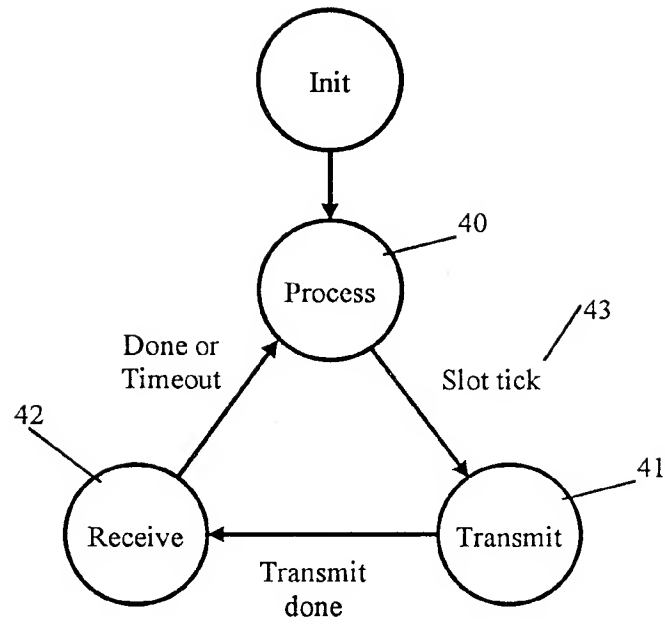 Init
40
Process
43
Done or
Timeout
Slot tick
42
41
Receive
Transmit
Transmit
done